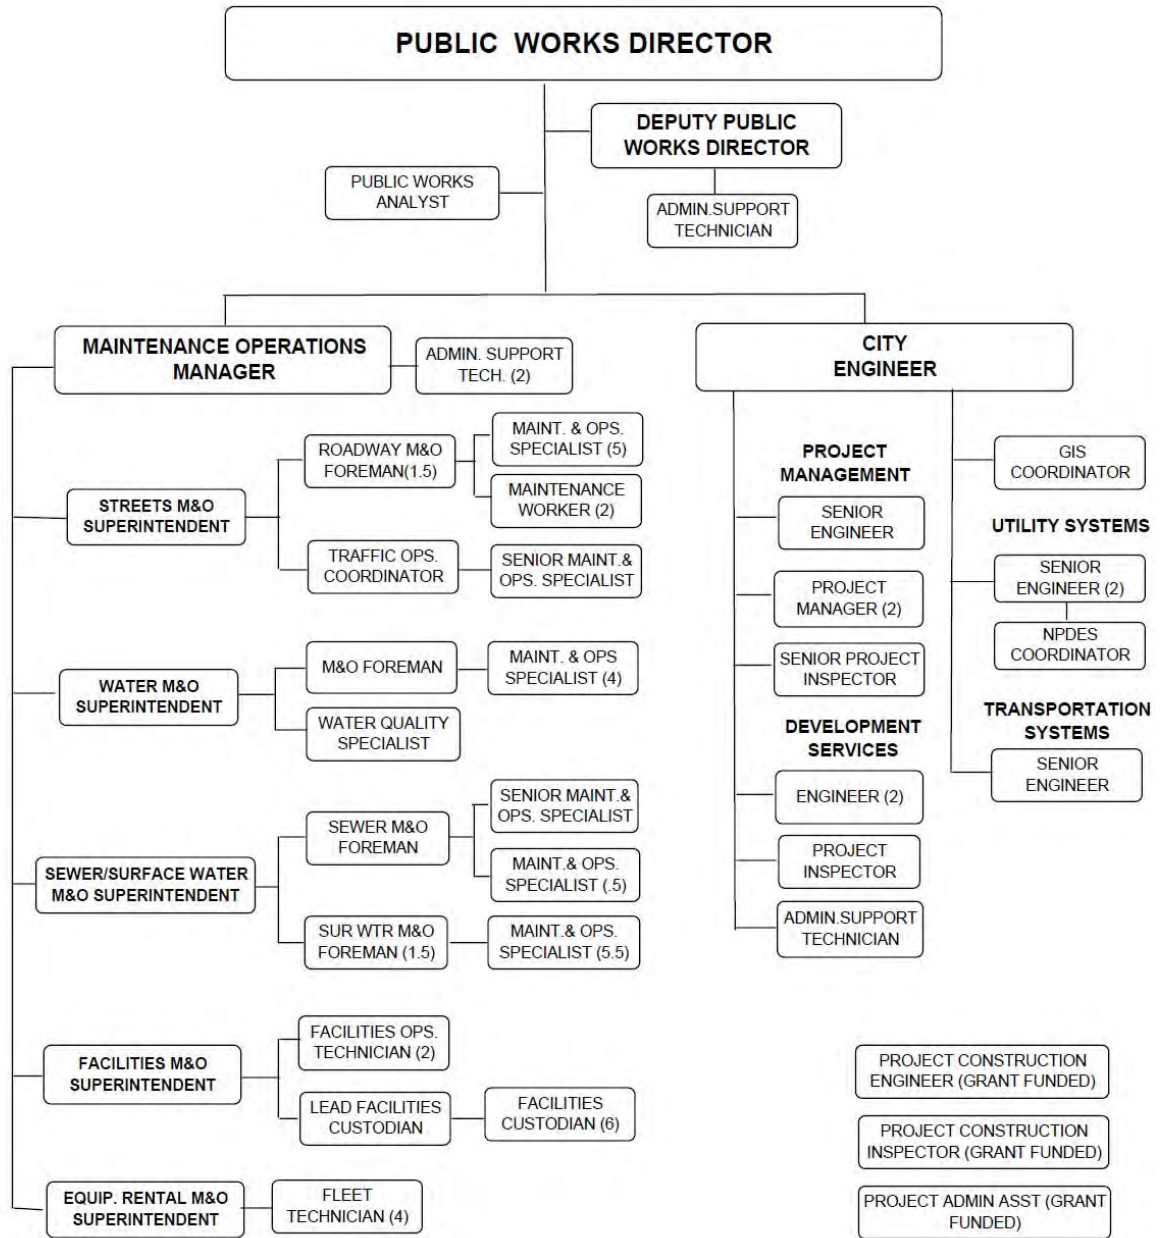 PUBLIC WORKS DIRECTOR
DEPUTY PUBLIC
WORKS DIRECTOR
PUBLIC WORKS
ANALYST
ADMIN.SUPPORT
TECHNICIAN
MAINTENANCE OPERATIONS
MANAGER
ADMIN. SUPPORT
TECH. (2)
STREETS M&O
SUPERINTENDENT
ROADWAY M&O
FOREMAN(1.5)
MAINT. & OPS.
SPECIALIST (5)
MAINTENANCE
WORKER (2)
TRAFFIC OPS.
COORDINATOR
SENIOR MAINT.&
OPS. SPECIALIST
WATER M&O
SUPERINTENDENT
M&O FOREMAN
MAINT. & OPS
SPECIALIST (4)
WATER QUALITY
SPECIALIST
SEWER/SURFACE WATER
M&O SUPERINTENDENT
SEWER M&O
FOREMAN
SENIOR MAINT.&
OPS. SPECIALIST
MAINT.& OPS.
SPECIALIST (.5)
SUR WTR M&O
FOREMAN (1.5)
MAINT.& OPS.
SPECIALIST (5.5)
FACILITIES M&O
SUPERINTENDENT
FACILITIES OPS.
TECHNICIAN (2)
LEAD FACILITIES
CUSTODIAN
FACILITIES
CUSTODIAN (6)
EQUIP. RENTAL M&O
SUPERINTENDENT
FLEET
TECHNICIAN (4)
CITY
ENGINEER
PROJECT
MANAGEMENT
SENIOR
ENGINEER
PROJECT
MANAGER (2)
SENIOR PROJECT
INSPECTOR
DEVELOPMENT
SERVICES
ENGINEER (2)
PROJECT
INSPECTOR
ADMIN.SUPPORT
TECHNICIAN
GIS
COORDINATOR
UTILITY SYSTEMS
SENIOR
ENGINEER (2)
NPDES
COORDINATOR
TRANSPORTATION
SYSTEMS
SENIOR
ENGINEER
PROJECT CONSTRUCTION
ENGINEER (GRANT FUNDED)
PROJECT CONSTRUCTION
INSPECTOR (GRANT FUNDED)
PROJECT ADMIN ASST (GRANT
FUNDED)